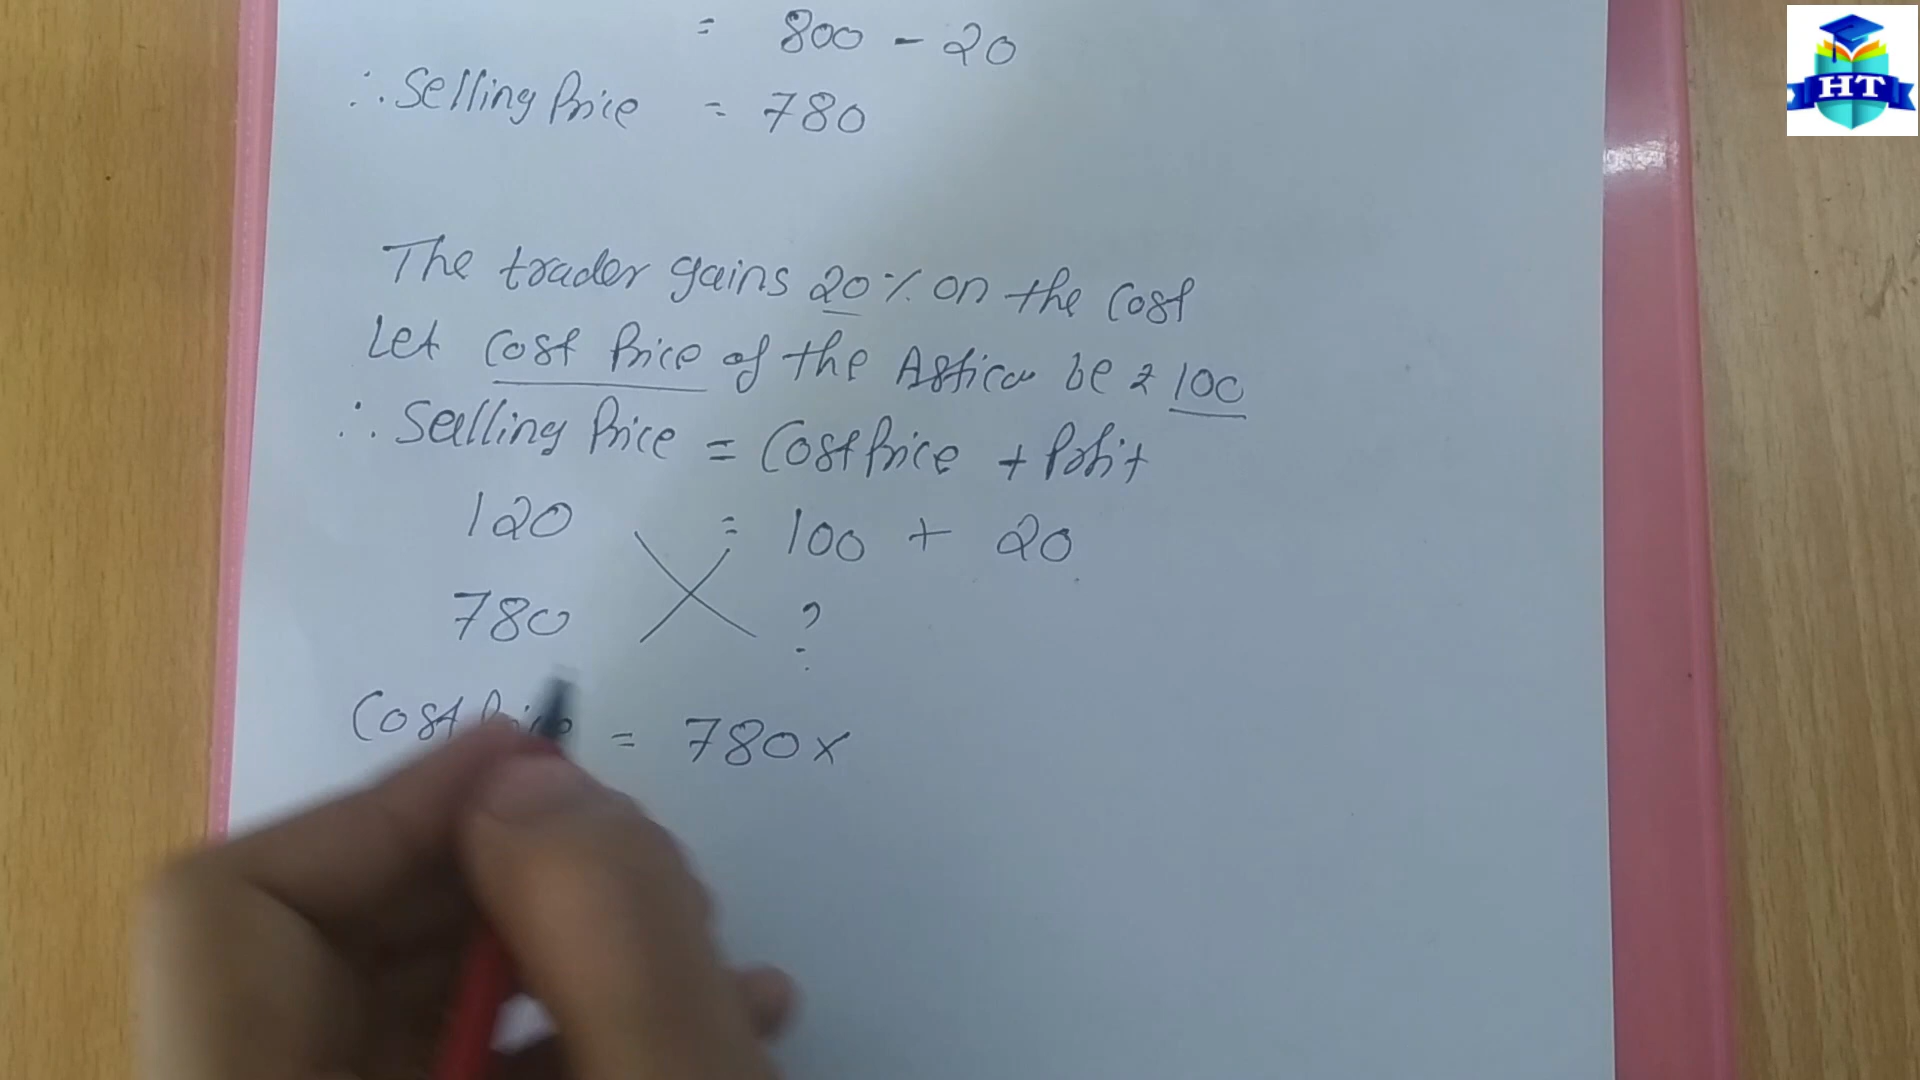 = 800 - 20
∴ Selling Price = 780
The trader gains 20% on the cost
Let Cost Price of the be ₹ 100
∴ Selling Price = Cost Price + Profit
120 = 100 + 20
780 ?
Cost Price = 780 x
HT